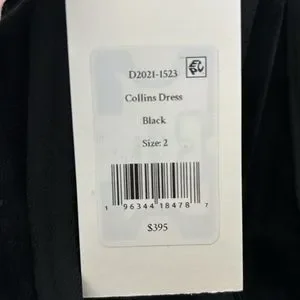 D2021-1523
Collins Dress
Black
Size: 2
1 96344 18478 7
$395